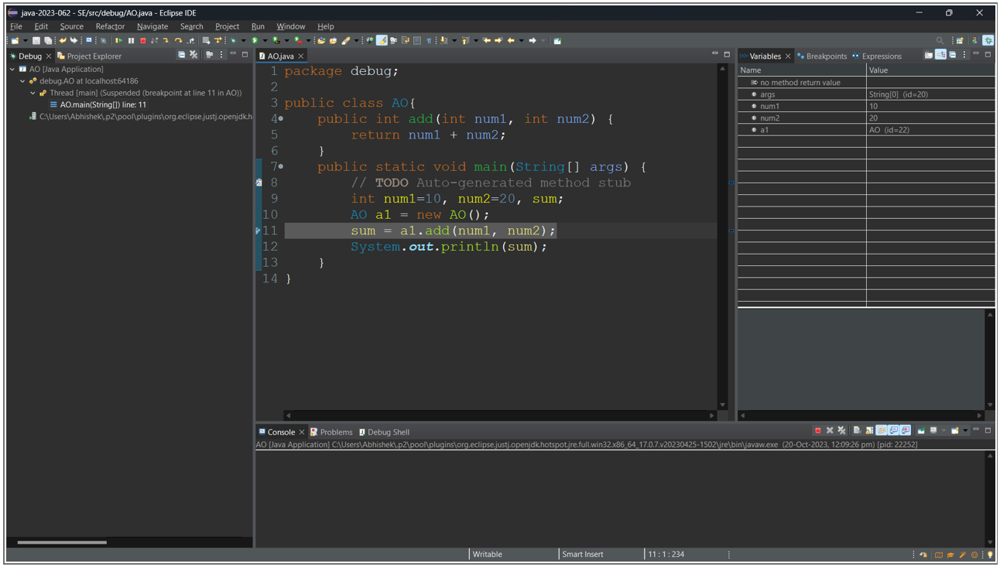 java-2023-062 - SE/src/debug/AO.java - Eclipse IDE
File Edit Source Refactor Navigate Search Project Run Window Help
Debug Project Explorer
AO [Java Application]
debug.AO at localhost:64186
Thread [main] (Suspended (breakpoint at line 11 in AO))
AO.main(String[]) line: 11
C:\Users\Abhishek\.p2\pool\plugins\org.eclipse.justj.openjdk.h
AO.java
1 package debug;
2
3 public class AO{
4 public int add(int num1, int num2) {
5 return num1 + num2;
6 }
7 public static void main(String[] args) {
8 // TODO Auto-generated method stub
9 int num1=10, num2=20, sum;
10 AO a1 = new AO();
11 sum = a1.add(num1, num2);
12 System.out.println(sum);
13 }
14 }
Variables Breakpoints Expressions
Name Value
no method return value
args String[0] (id=20)
num1 10
num2 20
a1 AO (id=22)
Console Problems Debug Shell
AO [Java Application] C:\Users\Abhishek\.p2\pool\plugins\org.eclipse.justj.openjdk.hotspot.jre.full.win32.x86_64_17.0.7.v20230425-1502\jre\bin\javaw.exe (20-Oct-2023, 12:09:26 pm) [pid: 22252]
Writable Smart Insert 11 : 1 : 234